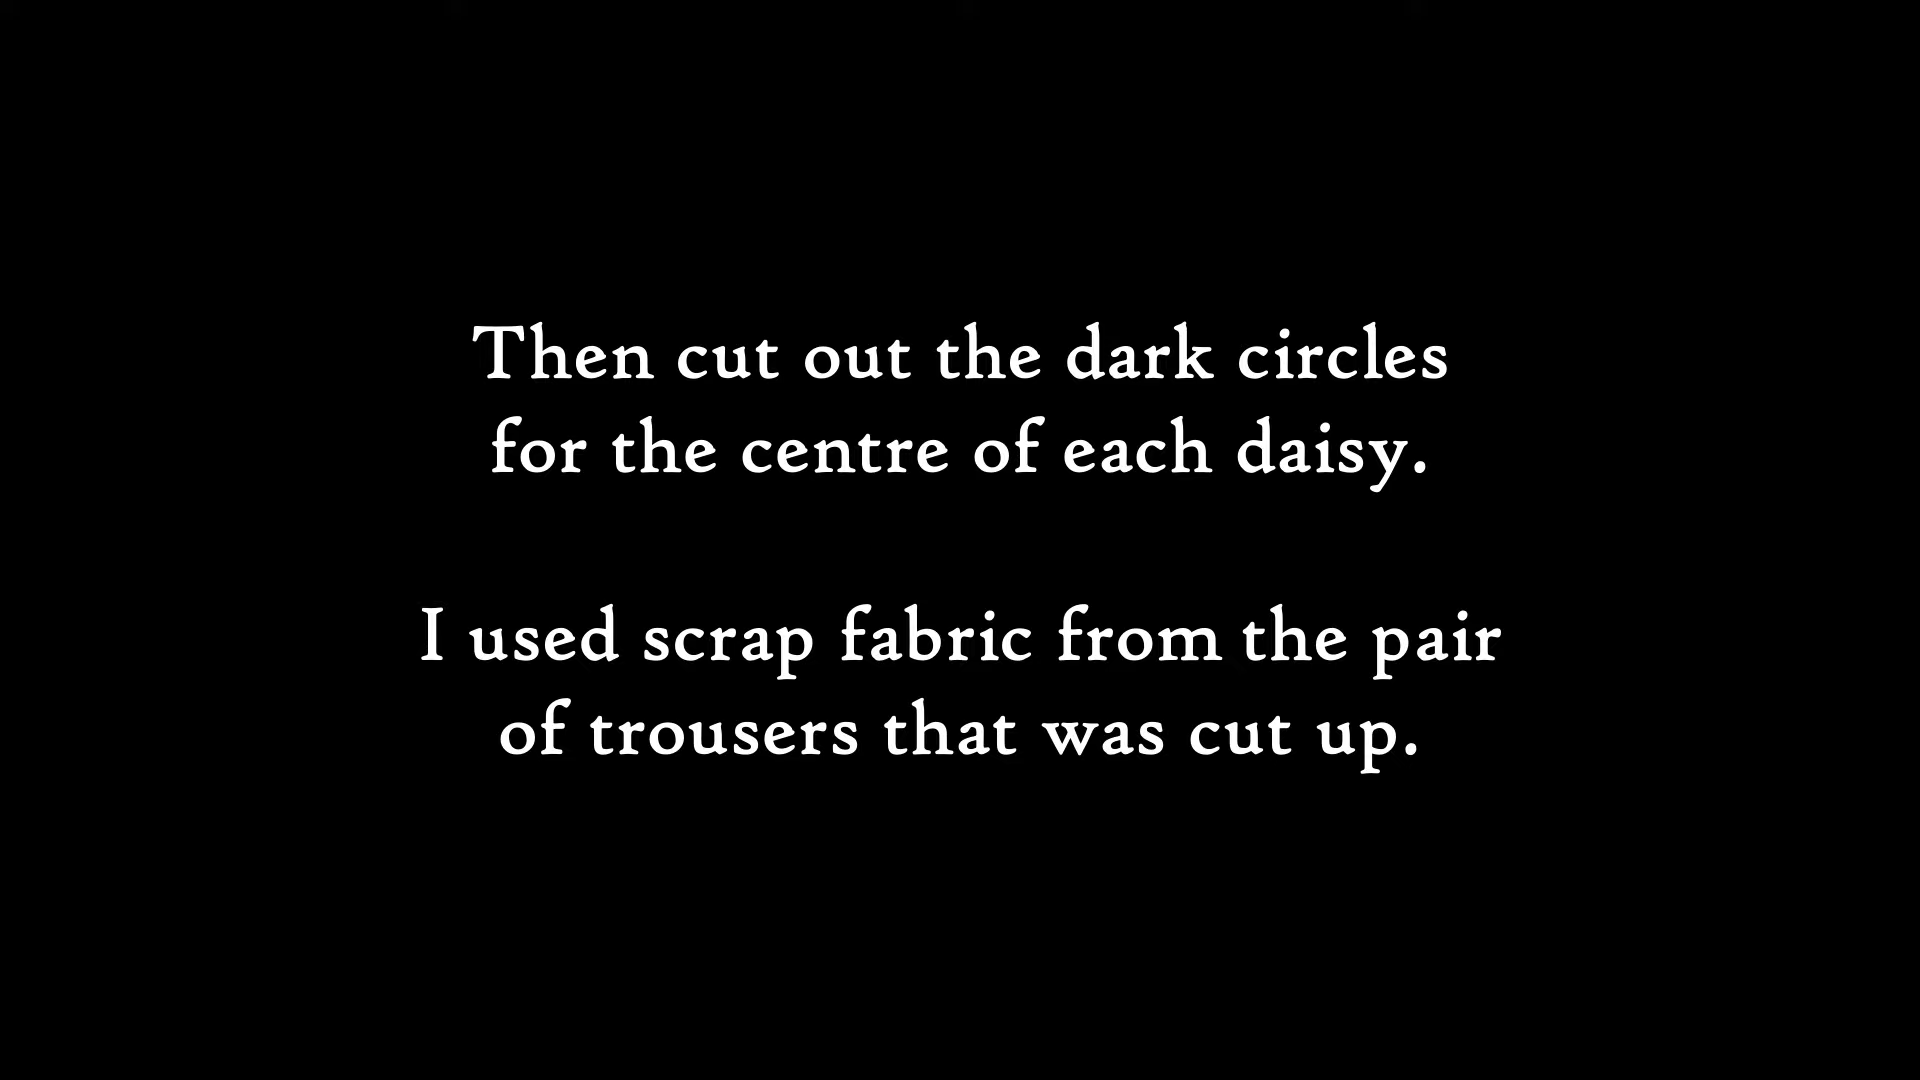 Then cut out the dark circles
for the centre of each daisy.
I used scrap fabric from the pair
of trousers that was cut up.